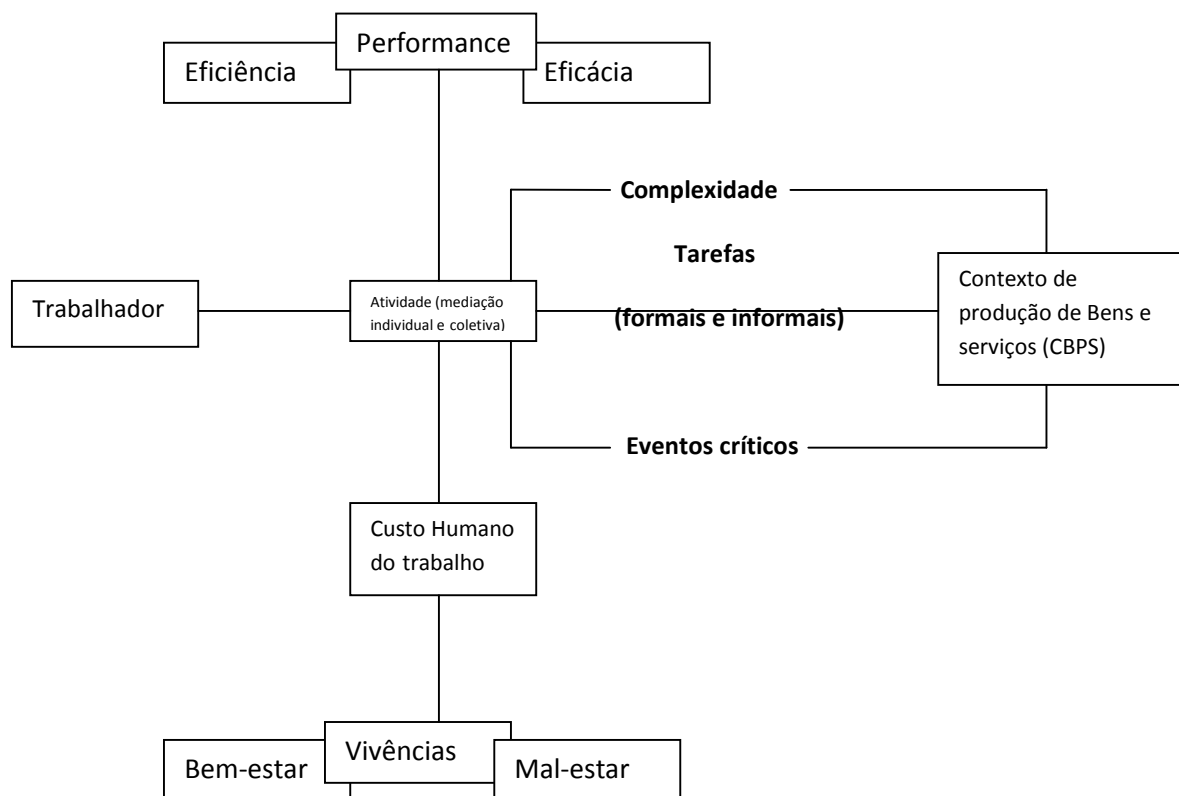 Performance
Eficiência
Eficácia
Complexidade
Tarefas
(formais e informais)
Trabalhador
Atividade (mediação
individual e coletiva)
Contexto de
produção de Bens e
serviços (CBPS)
Eventos críticos
Custo Humano
do trabalho
Vivências
Bem-estar
Mal-estar